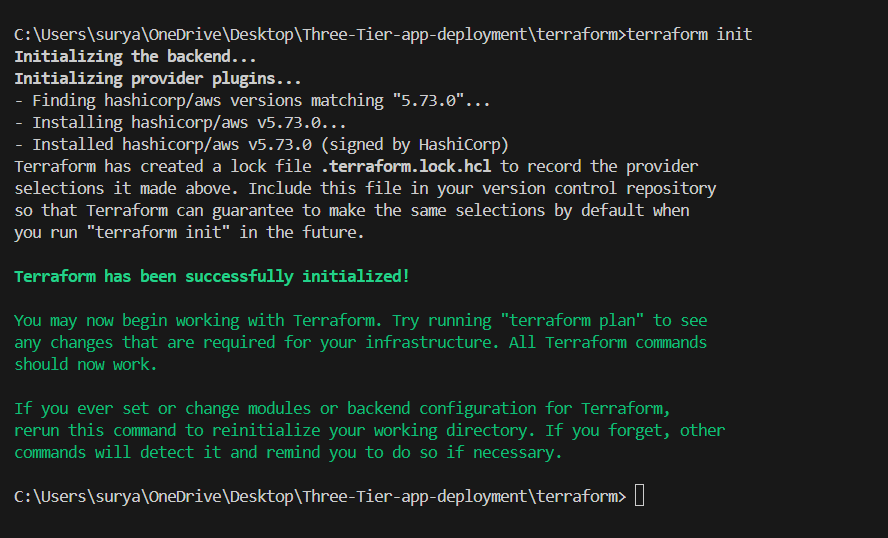 C:\Users\surya\OneDrive\Desktop\Three-Tier-app-deployment\terraform>terraform init
Initializing the backend...
Initializing provider plugins...
- Finding hashicorp/aws versions matching "5.73.0"...
- Installing hashicorp/aws v5.73.0...
- Installed hashicorp/aws v5.73.0 (signed by HashiCorp)
Terraform has created a lock file .terraform.lock.hcl to record the provider
selections it made above. Include this file in your version control repository
so that Terraform can guarantee to make the same selections by default when
you run "terraform init" in the future.
Terraform has been successfully initialized!
You may now begin working with Terraform. Try running "terraform plan" to see
any changes that are required for your infrastructure. All Terraform commands
should now work.
If you ever set or change modules or backend configuration for Terraform,
rerun this command to reinitialize your working directory. If you forget, other
commands will detect it and remind you to do so if necessary.
C:\Users\surya\OneDrive\Desktop\Three-Tier-app-deployment\terraform>